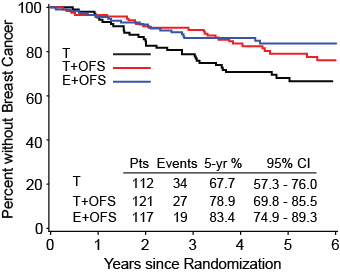 Percent without Breast Cancer
100
80
60
40
20
0
T
T+OFS
E+OFS
Pts Events 5-yr % 95% CI
T 112 34 67.7 57.3 - 76.0
T+OFS 121 27 78.9 69.8 - 85.5
E+OFS 117 19 83.4 74.9 - 89.3
0 1 2 3 4 5 6
Years since Randomization